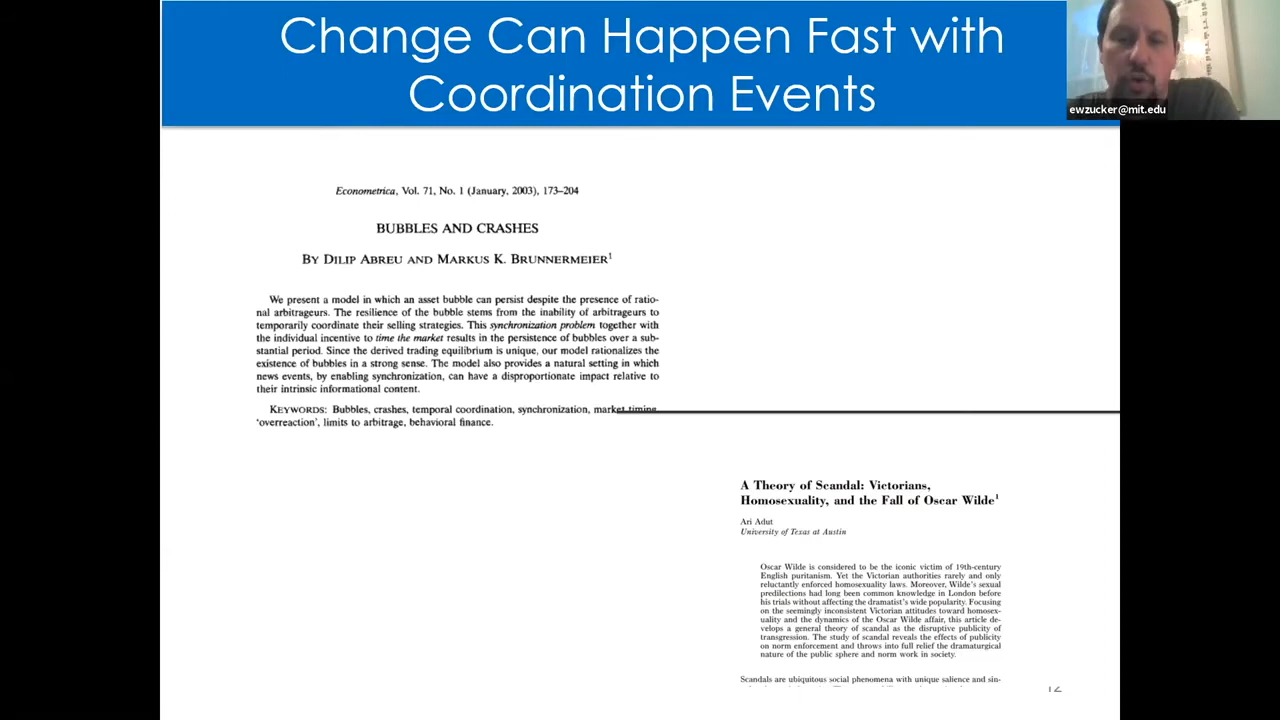 Change Can Happen Fast with
Coordination Events
ewzucker@mit.edu
Econometrica, Vol. 71, No. 1 (January, 2003), 173–204
BUBBLES AND CRASHES
BY DILIP ABREU AND MARKUS K. BRUNNERMEIER¹
We present a model in which an asset bubble can persist despite the presence of ratio-
nal arbitrageurs. The resilience of the bubble stems from the inability of arbitrageurs to
temporarily coordinate their selling strategies. This synchronization problem together with
the individual incentive to time the market results in the persistence of bubbles over a sub-
stantial period. Since the derived trading equilibrium is unique, our model rationalizes the
existence of bubbles in a strong sense. The model also provides a natural setting in which
news events, by enabling synchronization, can have a disproportionate impact relative to
their intrinsic informational content.
KEYWORDS: Bubbles, crashes, temporal coordination, synchronization, market timing,
'overreaction', limits to arbitrage, behavioral finance.
A Theory of Scandal: Victorians,
Homosexuality, and the Fall of Oscar Wilde¹
Ari Adut
University of Texas at Austin
Oscar Wilde is considered to be the iconic victim of 19th-century
English puritanism. Yet the Victorian authorities rarely and only
reluctantly enforced homosexuality laws. Moreover, Wilde's sexual
predilections had long been common knowledge in London before
his trials without affecting the dramatist's wide popularity. Focusing
on the seemingly inconsistent Victorian attitudes toward homosex-
uality and the dynamics of the Oscar Wilde affair, this article de-
velops a general theory of scandal as the disruptive publicity of
transgression. The study of scandal reveals the effects of publicity
on norm enforcement and throws into full relief the dramaturgical
nature of the public sphere and norm work in society.
Scandals are ubiquitous social phenomena with unique salience and sin-
12